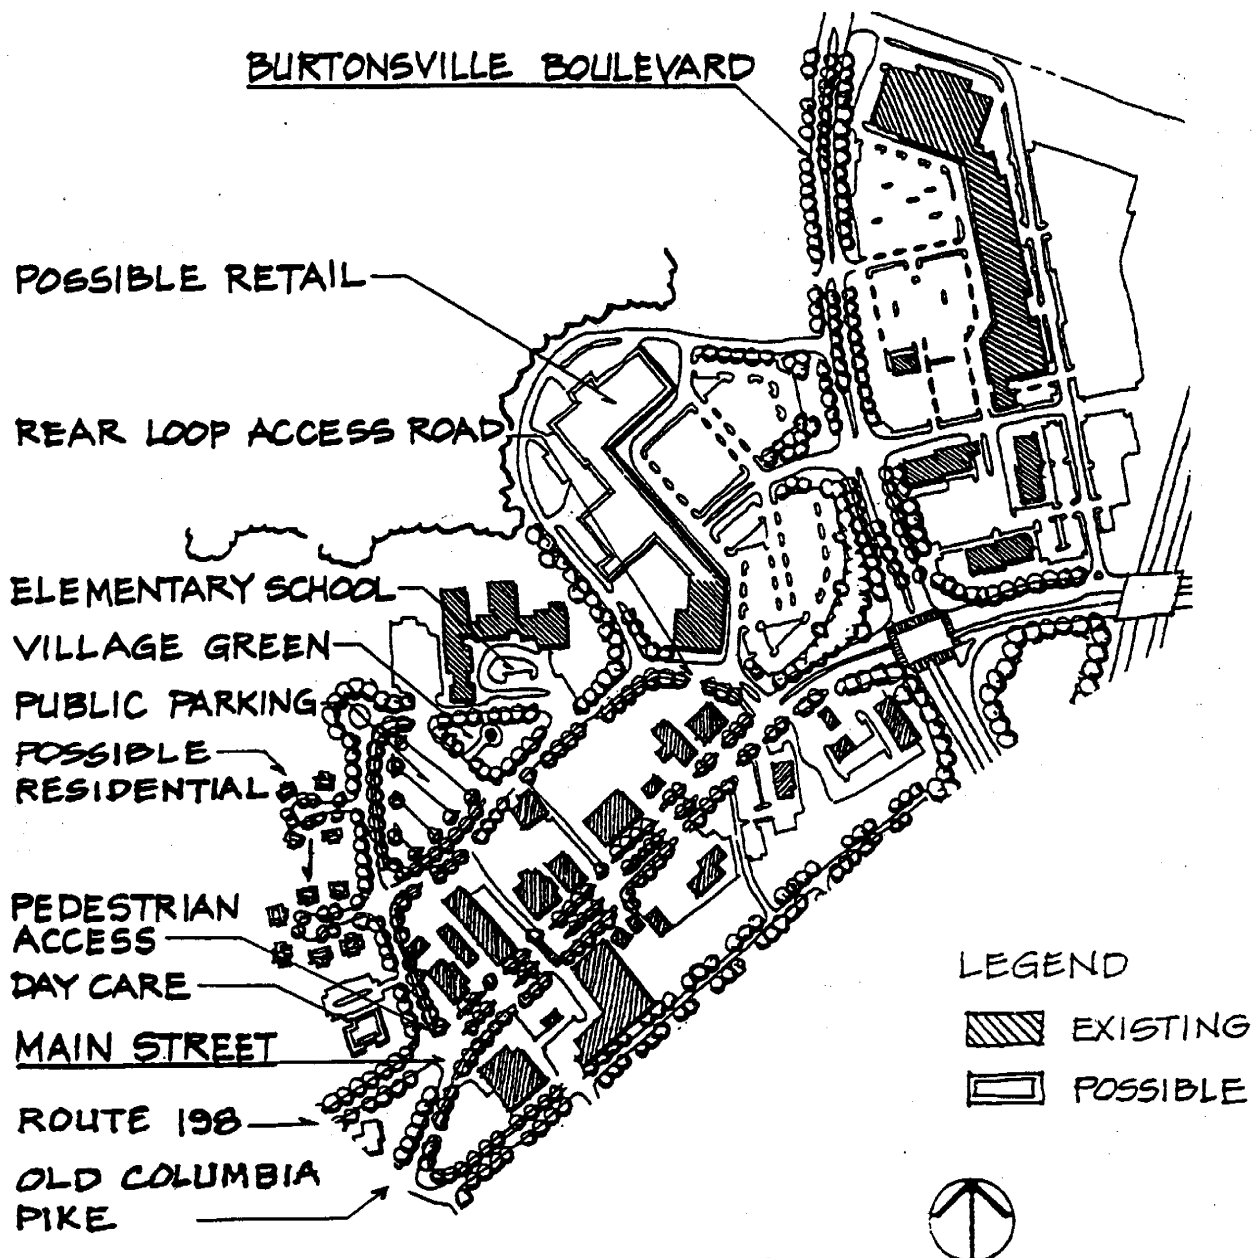 BURTONSVILLE BOULEVARD
POSSIBLE RETAIL
REAR LOOP ACCESS ROAD
ELEMENTARY SCHOOL
VILLAGE GREEN
PUBLIC PARKING
POSSIBLE
RESIDENTIAL
PEDESTRIAN
ACCESS
DAY CARE
MAIN STREET
ROUTE 198
OLD COLUMBIA
PIKE
LEGEND
EXISTING
POSSIBLE